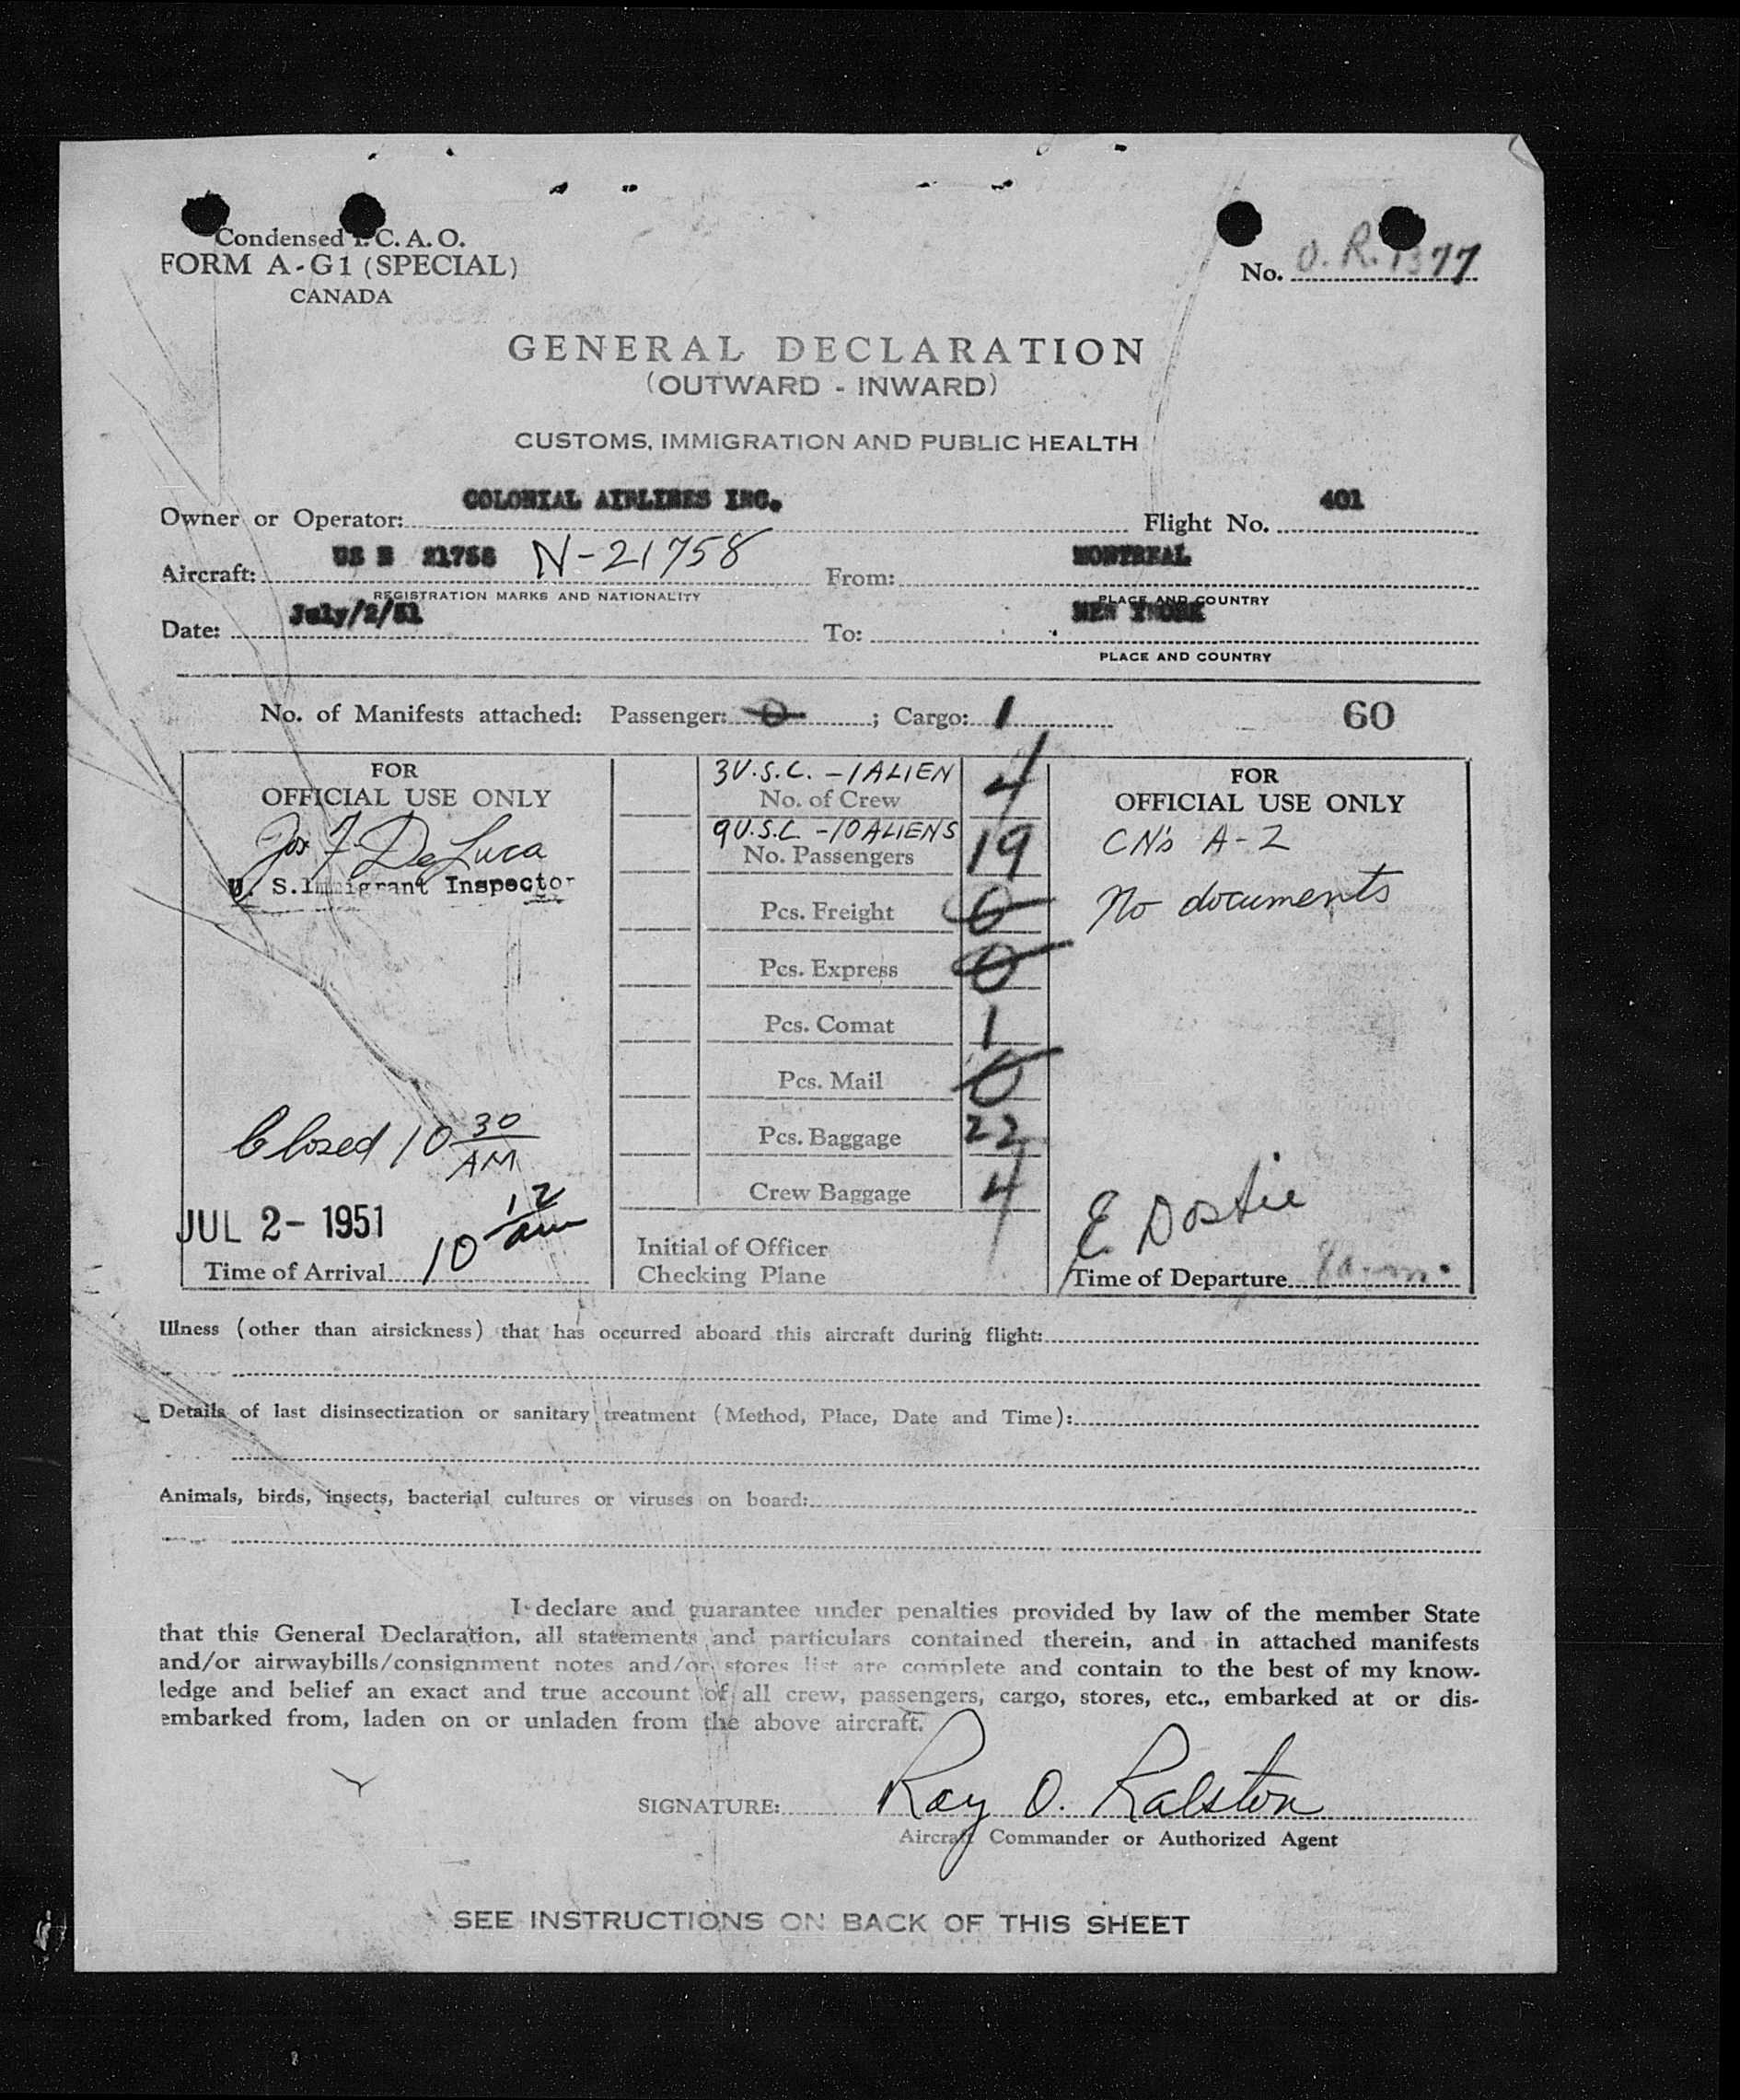 Condensed I. C. A. O.
FORM A-G1 (SPECIAL)
CANADA
No. O. R. 1377
GENERAL DECLARATION
(OUTWARD - INWARD)
CUSTOMS, IMMIGRATION AND PUBLIC HEALTH
Owner or Operator: COLONIAL AIRLINES INC. Flight No. 401
Aircraft: US N 21758 N-21758 From: MONTREAL
REGISTRATION MARKS AND NATIONALITY PLACE AND COUNTRY
Date: July/2/51 To: NEW YORK
PLACE AND COUNTRY
No. of Manifests attached: Passenger: 0 ; Cargo: 1 60
FOR
OFFICIAL USE ONLY
Jos F. DeLuca
U. S. Immigrant Inspector
Closed 10 30 AM
JUL 2- 1951
10 12 am
Time of Arrival
3 U.S.C. - 1 ALIEN
No. of Crew 4
9 U.S.C - 10 ALIENS
No. Passengers 19
Pcs. Freight 0
Pcs. Express 0
Pcs. Comat 1
Pcs. Mail 0
Pcs. Baggage 22
Crew Baggage 4
Initial of Officer
Checking Plane
FOR
OFFICIAL USE ONLY
CN's A-2
No documents
E Dostie
Time of Departure a.m.
Illness (other than airsickness) that has occurred aboard this aircraft during flight:
Details of last disinsectization or sanitary treatment (Method, Place, Date and Time):
Animals, birds, insects, bacterial cultures or viruses on board:
I declare and guarantee under penalties provided by law of the member State
that this General Declaration, all statements and particulars contained therein, and in attached manifests
and/or airwaybills/consignment notes and/or stores list are complete and contain to the best of my know-
ledge and belief an exact and true account of all crew, passengers, cargo, stores, etc., embarked at or dis-
embarked from, laden on or unladen from the above aircraft.
SIGNATURE: Roy O. Ralston
Aircraft Commander or Authorized Agent
SEE INSTRUCTIONS ON BACK OF THIS SHEET